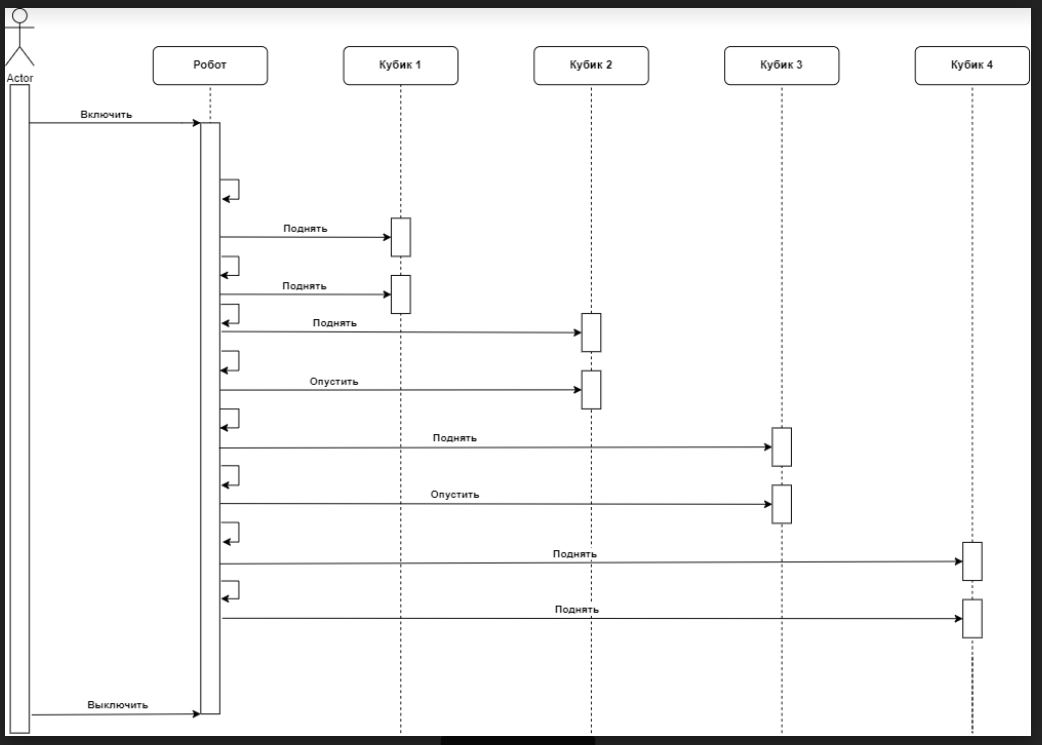 Actor
Робот
Кубик 1
Кубик 2
Кубик 3
Кубик 4
Включить
Поднять
Поднять
Поднять
Опустить
Поднять
Опустить
Поднять
Поднять
Выключить